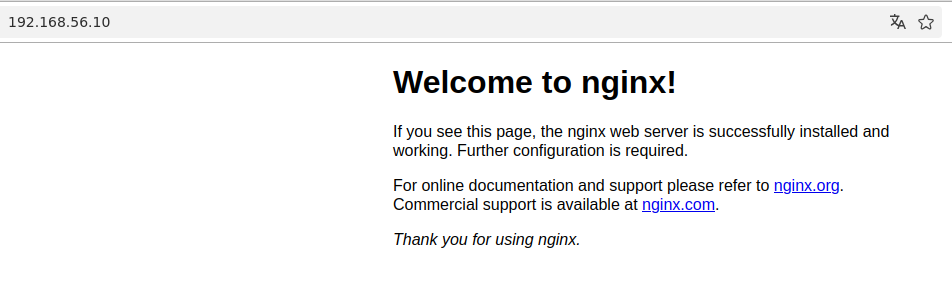 192.168.56.10
Welcome to nginx!
If you see this page, the nginx web server is successfully installed and
working. Further configuration is required.
For online documentation and support please refer to nginx.org.
Commercial support is available at nginx.com.
Thank you for using nginx.